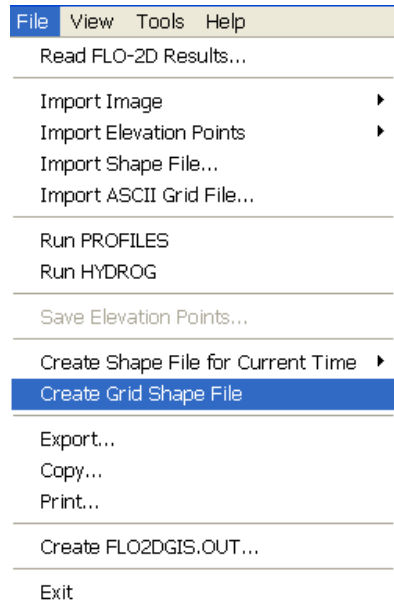 File View Tools Help
Read FLO-2D Results...
Import Image
Import Elevation Points
Import Shape File...
Import ASCII Grid File...
Run PROFILES
Run HYDROG
Save Elevation Points...
Create Shape File for Current Time
Create Grid Shape File
Export...
Copy...
Print...
Create FLO2DGIS.OUT...
Exit